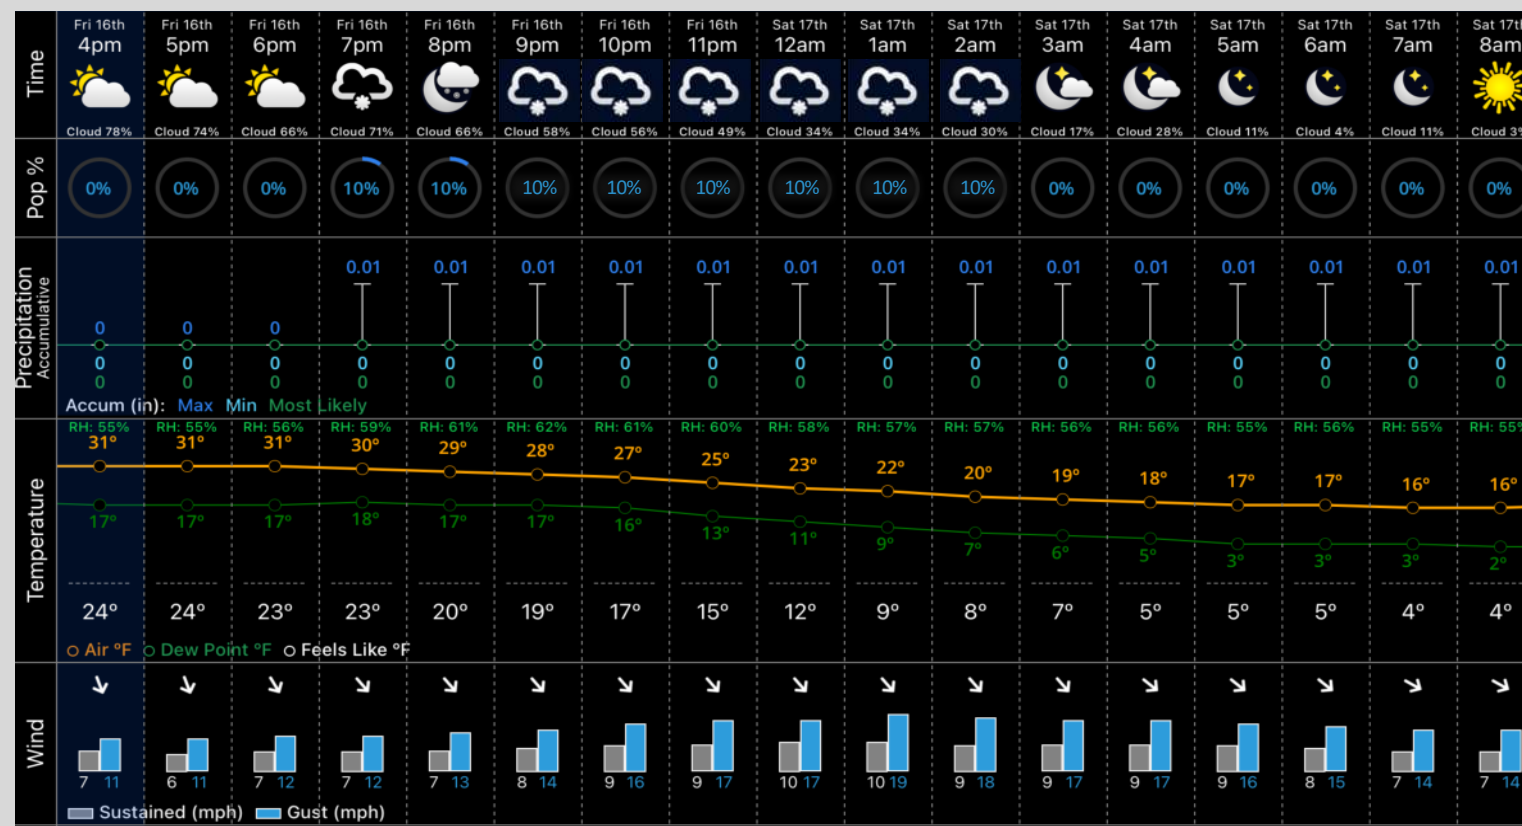 Time
Fri 16th Fri 16th Fri 16th Fri 16th Fri 16th Fri 16th Fri 16th Fri 16th Sat 17th Sat 17th Sat 17th Sat 17th Sat 17th Sat 17th Sat 17th Sat 17th Sat 17th
4pm 5pm 6pm 7pm 8pm 9pm 10pm 11pm 12am 1am 2am 3am 4am 5am 6am 7am 8am
Cloud 78% Cloud 74% Cloud 66% Cloud 71% Cloud 66% Cloud 58% Cloud 56% Cloud 49% Cloud 34% Cloud 34% Cloud 30% Cloud 17% Cloud 28% Cloud 11% Cloud 4% Cloud 11% Cloud 3%
Pop %
0% 0% 0% 10% 10% 10% 10% 10% 10% 10% 10% 0% 0% 0% 0% 0% 0%
Precipitation
Accumulative
0.01 0.01 0.01 0.01 0.01 0.01 0.01 0.01 0.01 0.01 0.01 0.01 0.01 0.01
0 0 0
0 0 0 0 0 0 0 0 0 0 0 0 0 0 0 0 0
0 0 0 0 0 0 0 0 0 0 0 0 0 0 0 0 0
Accum (in): Max Min Most Likely
Temperature
RH: 55% RH: 55% RH: 56% RH: 59% RH: 61% RH: 62% RH: 61% RH: 60% RH: 58% RH: 57% RH: 57% RH: 56% RH: 56% RH: 55% RH: 56% RH: 55% RH: 55%
31° 31° 31° 30° 29° 28° 27° 25° 23° 22° 20° 19° 18° 17° 17° 16° 16°
17° 17° 17° 18° 17° 17° 16° 13° 11° 9° 7° 6° 5° 3° 3° 3° 2°
24° 24° 23° 23° 20° 19° 17° 15° 12° 9° 8° 7° 5° 5° 5° 4° 4°
Air °F Dew Point °F Feels Like °F
Wind
7 11 6 11 7 12 7 12 7 13 8 14 9 16 9 17 10 17 10 19 9 18 9 17 9 17 9 16 8 15 7 14 7 14
Sustained (mph) Gust (mph)